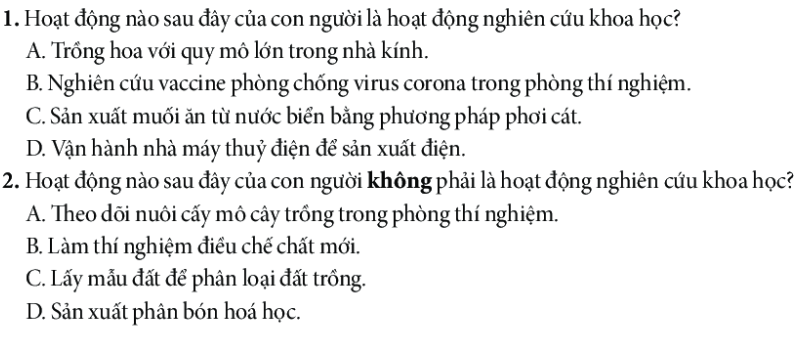 1. Hoạt động nào sau đây của con người là hoạt động nghiên cứu khoa học?
A. Trồng hoa với quy mô lớn trong nhà kính.
B. Nghiên cứu vaccine phòng chống virus corona trong phòng thí nghiệm.
C. Sản xuất muối ăn từ nước biển bằng phương pháp phơi cát.
D. Vận hành nhà máy thuỷ điện để sản xuất điện.
2. Hoạt động nào sau đây của con người không phải là hoạt động nghiên cứu khoa học?
A. Theo dõi nuôi cấy mô cây trồng trong phòng thí nghiệm.
B. Làm thí nghiệm điều chế chất mới.
C. Lấy mẫu đất để phân loại đất trồng.
D. Sản xuất phân bón hoá học.